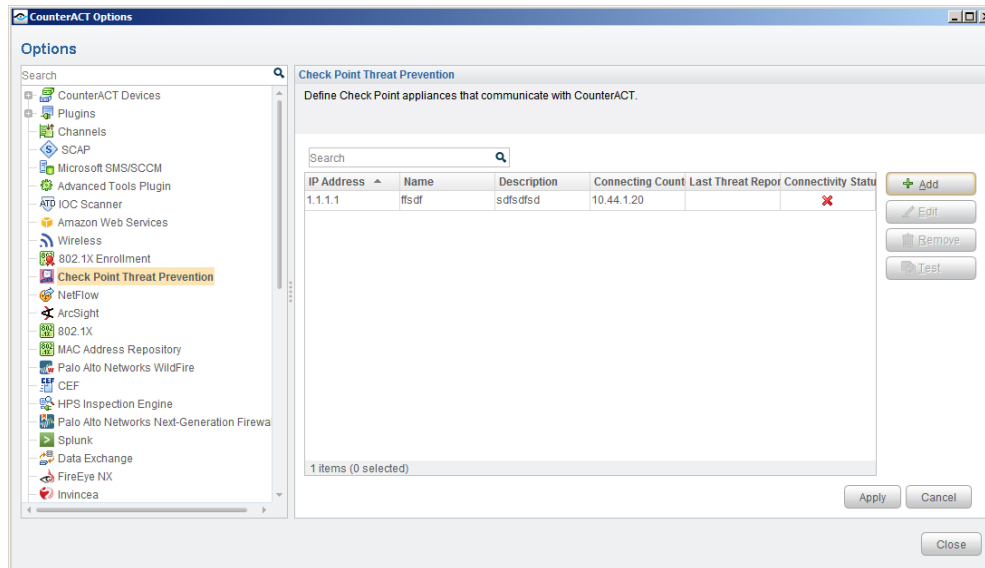 CounterACT Options
Options
Search
CounterACT Devices
Plugins
Channels
SCAP
Microsoft SMS/SCCM
Advanced Tools Plugin
IOC Scanner
Amazon Web Services
Wireless
802.1X Enrollment
Check Point Threat Prevention
NetFlow
ArcSight
802.1X
MAC Address Repository
Palo Alto Networks WildFire
CEF
HPS Inspection Engine
Palo Alto Networks Next-Generation Firewa
Splunk
Data Exchange
FireEye NX
Invincea
Check Point Threat Prevention
Define Check Point appliances that communicate with CounterACT.
Search
IP Address Name Description Connecting Count Last Threat Repor Connectivity Statu
1.1.1.1 ffsdf sdfsdfsd 10.44.1.20
1 items (0 selected)
Add
Edit
Remove
Test
Apply Cancel
Close